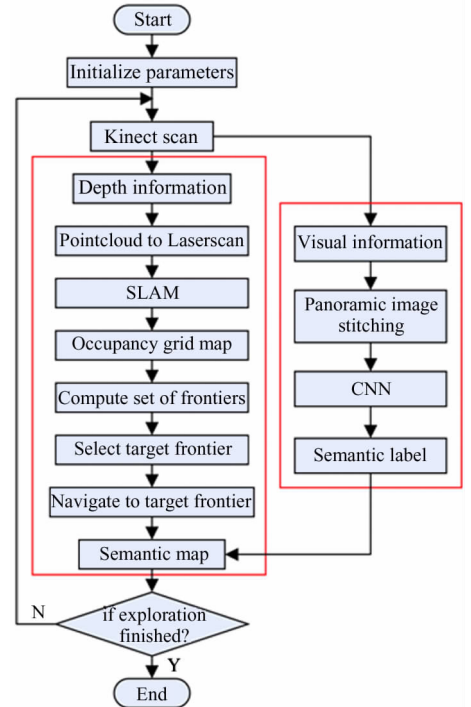 Start
Initialize parameters
Kinect scan
Depth information
Pointcloud to Laserscan
SLAM
Occupancy grid map
Compute set of frontiers
Select target frontier
Navigate to target frontier
Semantic map
Visual information
Panoramic image
stitching
CNN
Semantic label
if exploration
finished?
N
Y
End